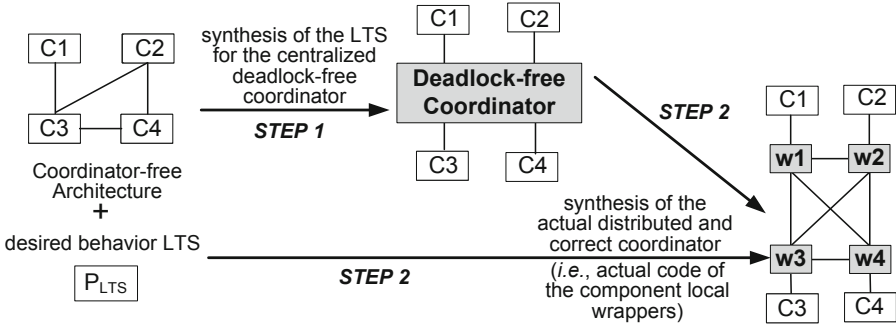 C1
C2
C3
C4
Coordinator-free
Architecture
+
desired behavior LTS
PLTS
synthesis of the LTS
for the centralized
deadlock-free
coordinator
STEP 1
C1
C2
Deadlock-free
Coordinator
C3
C4
STEP 2
STEP 2
synthesis of the
actual distributed and
correct coordinator
(i.e., actual code of
the component local
wrappers)
C1
C2
w1
w2
w3
w4
C3
C4